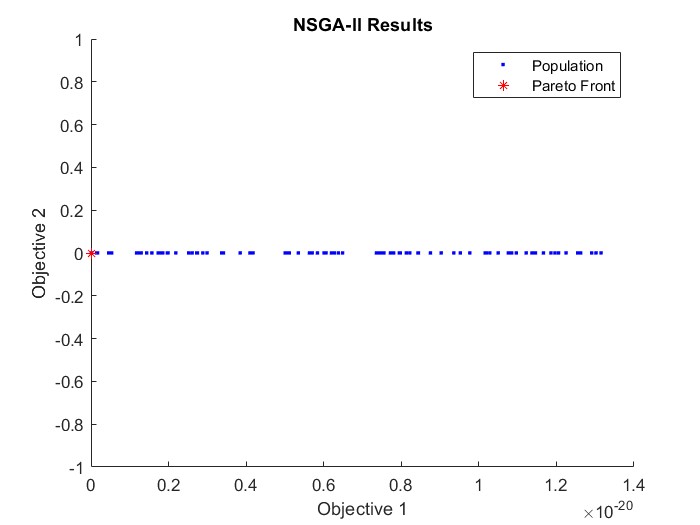 NSGA-II Results
Population
Pareto Front
Objective 2
1
0.8
0.6
0.4
0.2
0
-0.2
-0.4
-0.6
-0.8
-1
0 0.2 0.4 0.6 0.8 1 1.2 1.4
Objective 1
×10⁻²⁰